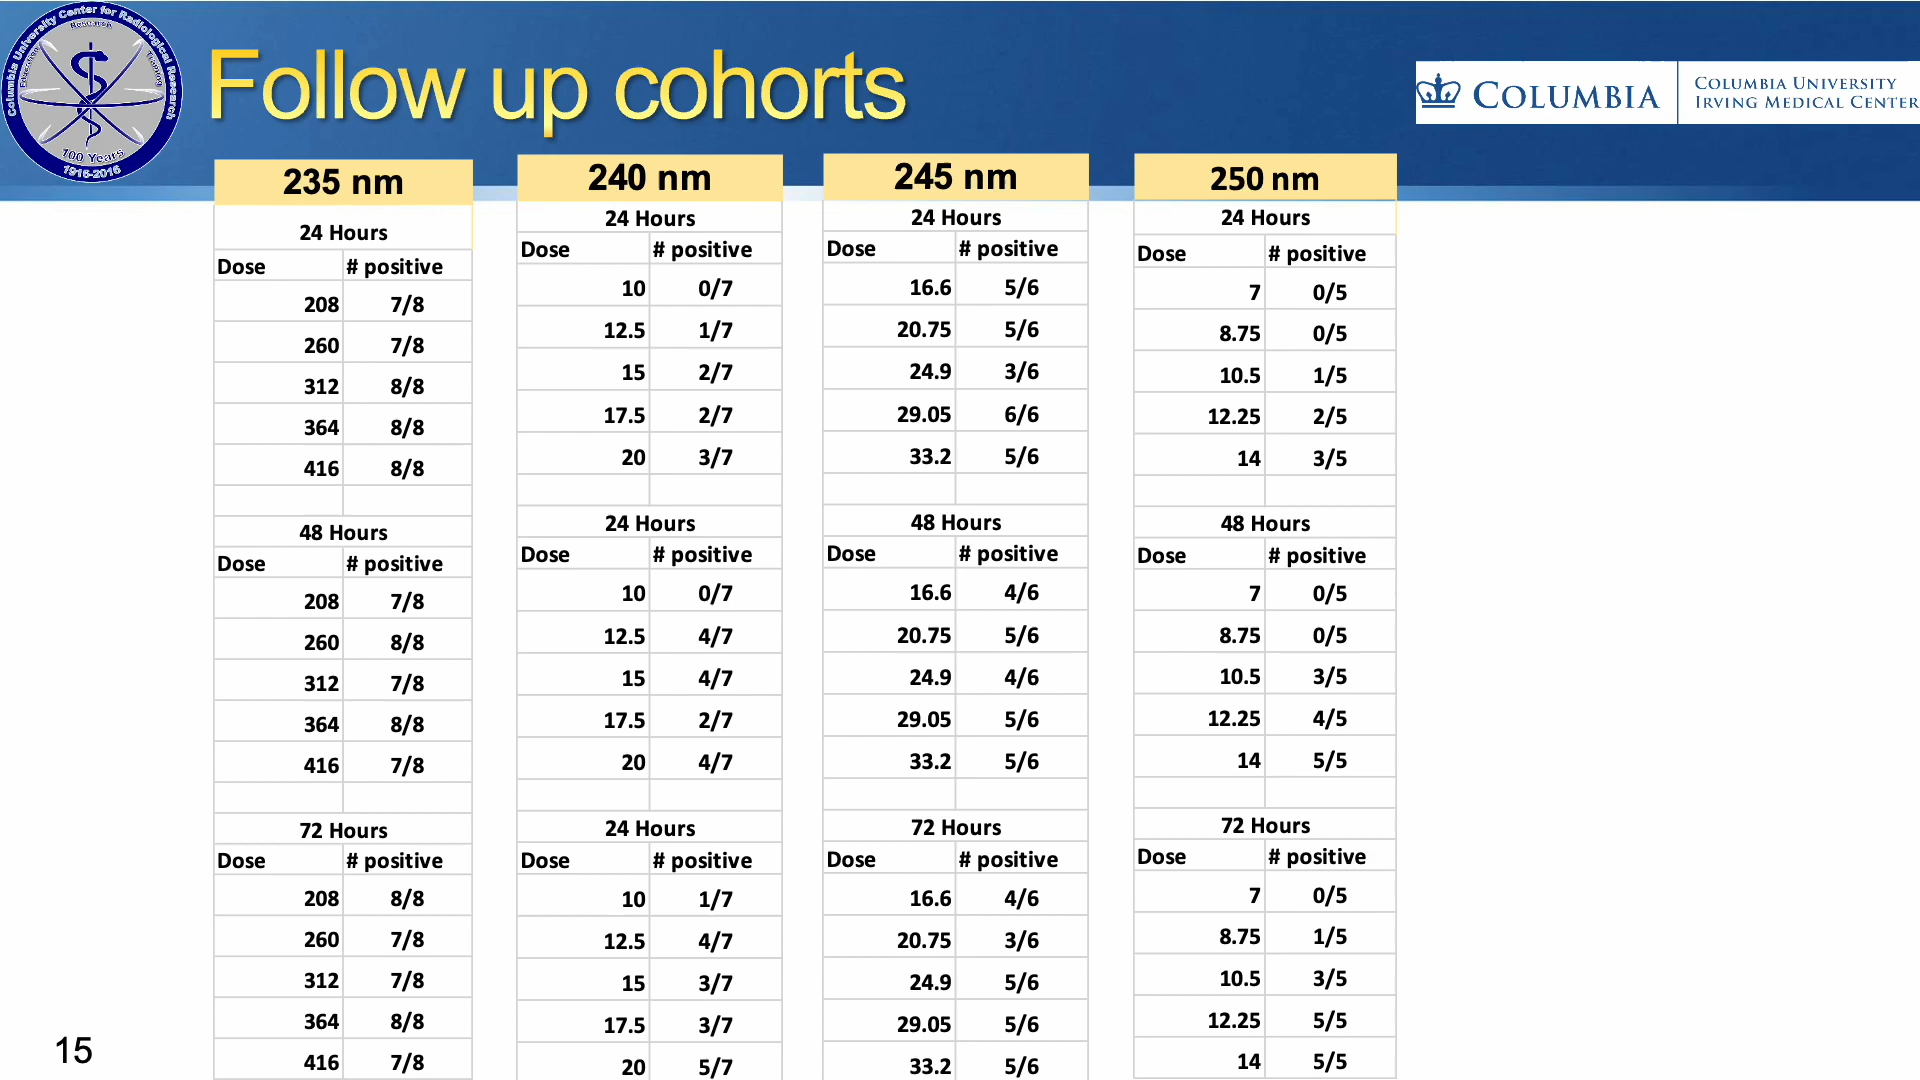 Columbia University Center for Radiological Research
Research
Education
Training
100 Years
1916-2016
Follow up cohorts
COLUMBIA
COLUMBIA UNIVERSITY
IRVING MEDICAL CENTER
235 nm
24 Hours
Dose # positive
208 7/8
260 7/8
312 8/8
364 8/8
416 8/8
48 Hours
Dose # positive
208 7/8
260 8/8
312 7/8
364 8/8
416 7/8
72 Hours
Dose # positive
208 8/8
260 7/8
312 7/8
364 8/8
416 7/8
240 nm
24 Hours
Dose # positive
10 0/7
12.5 1/7
15 2/7
17.5 2/7
20 3/7
24 Hours
Dose # positive
10 0/7
12.5 4/7
15 4/7
17.5 2/7
20 4/7
24 Hours
Dose # positive
10 1/7
12.5 4/7
15 3/7
17.5 3/7
20 5/7
245 nm
24 Hours
Dose # positive
16.6 5/6
20.75 5/6
24.9 3/6
29.05 6/6
33.2 5/6
48 Hours
Dose # positive
16.6 4/6
20.75 5/6
24.9 4/6
29.05 5/6
33.2 5/6
72 Hours
Dose # positive
16.6 4/6
20.75 3/6
24.9 5/6
29.05 5/6
33.2 5/6
250 nm
24 Hours
Dose # positive
7 0/5
8.75 0/5
10.5 1/5
12.25 2/5
14 3/5
48 Hours
Dose # positive
7 0/5
8.75 0/5
10.5 3/5
12.25 4/5
14 5/5
72 Hours
Dose # positive
7 0/5
8.75 1/5
10.5 3/5
12.25 5/5
14 5/5
15